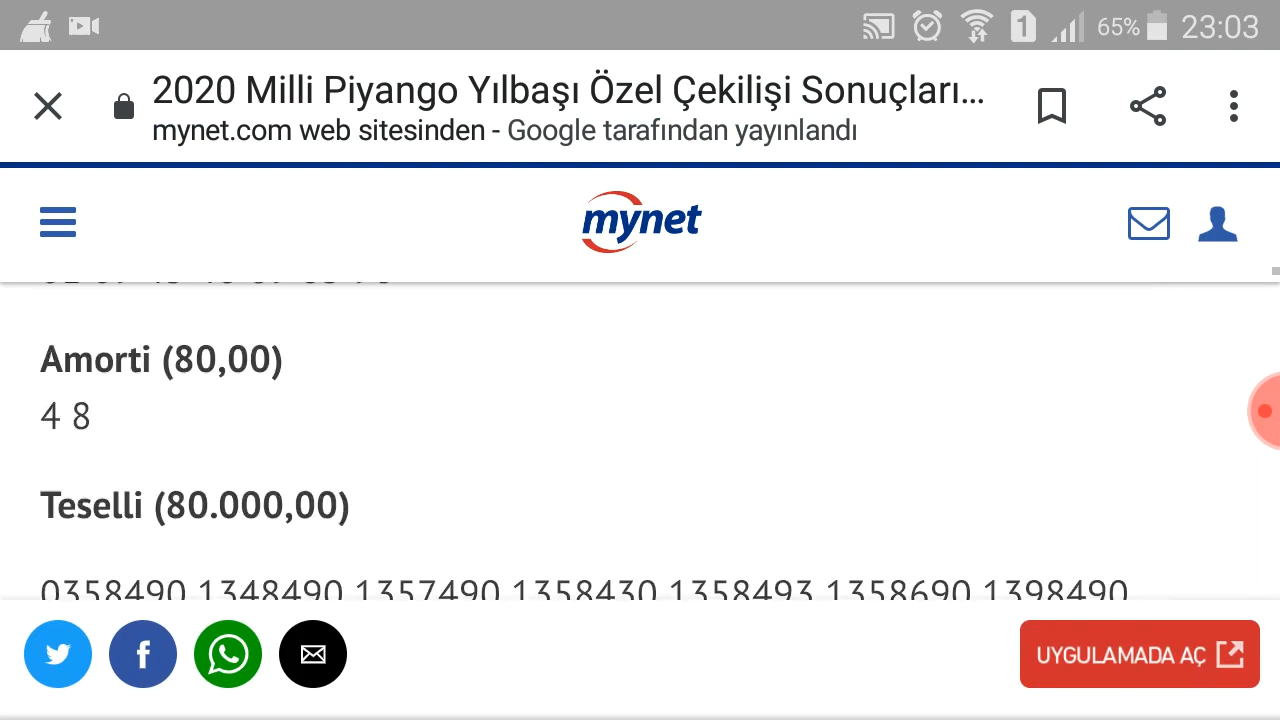 1 65% 23:03
2020 Milli Piyango Yılbaşı Özel Çekilişi Sonuçları...
mynet.com web sitesinden - Google tarafından yayınlandı
mynet
Amorti (80,00)
4 8
Teselli (80.000,00)
0358490 1348490 1357490 1358430 1358493 1358690 1398490
UYGULAMADA AÇ